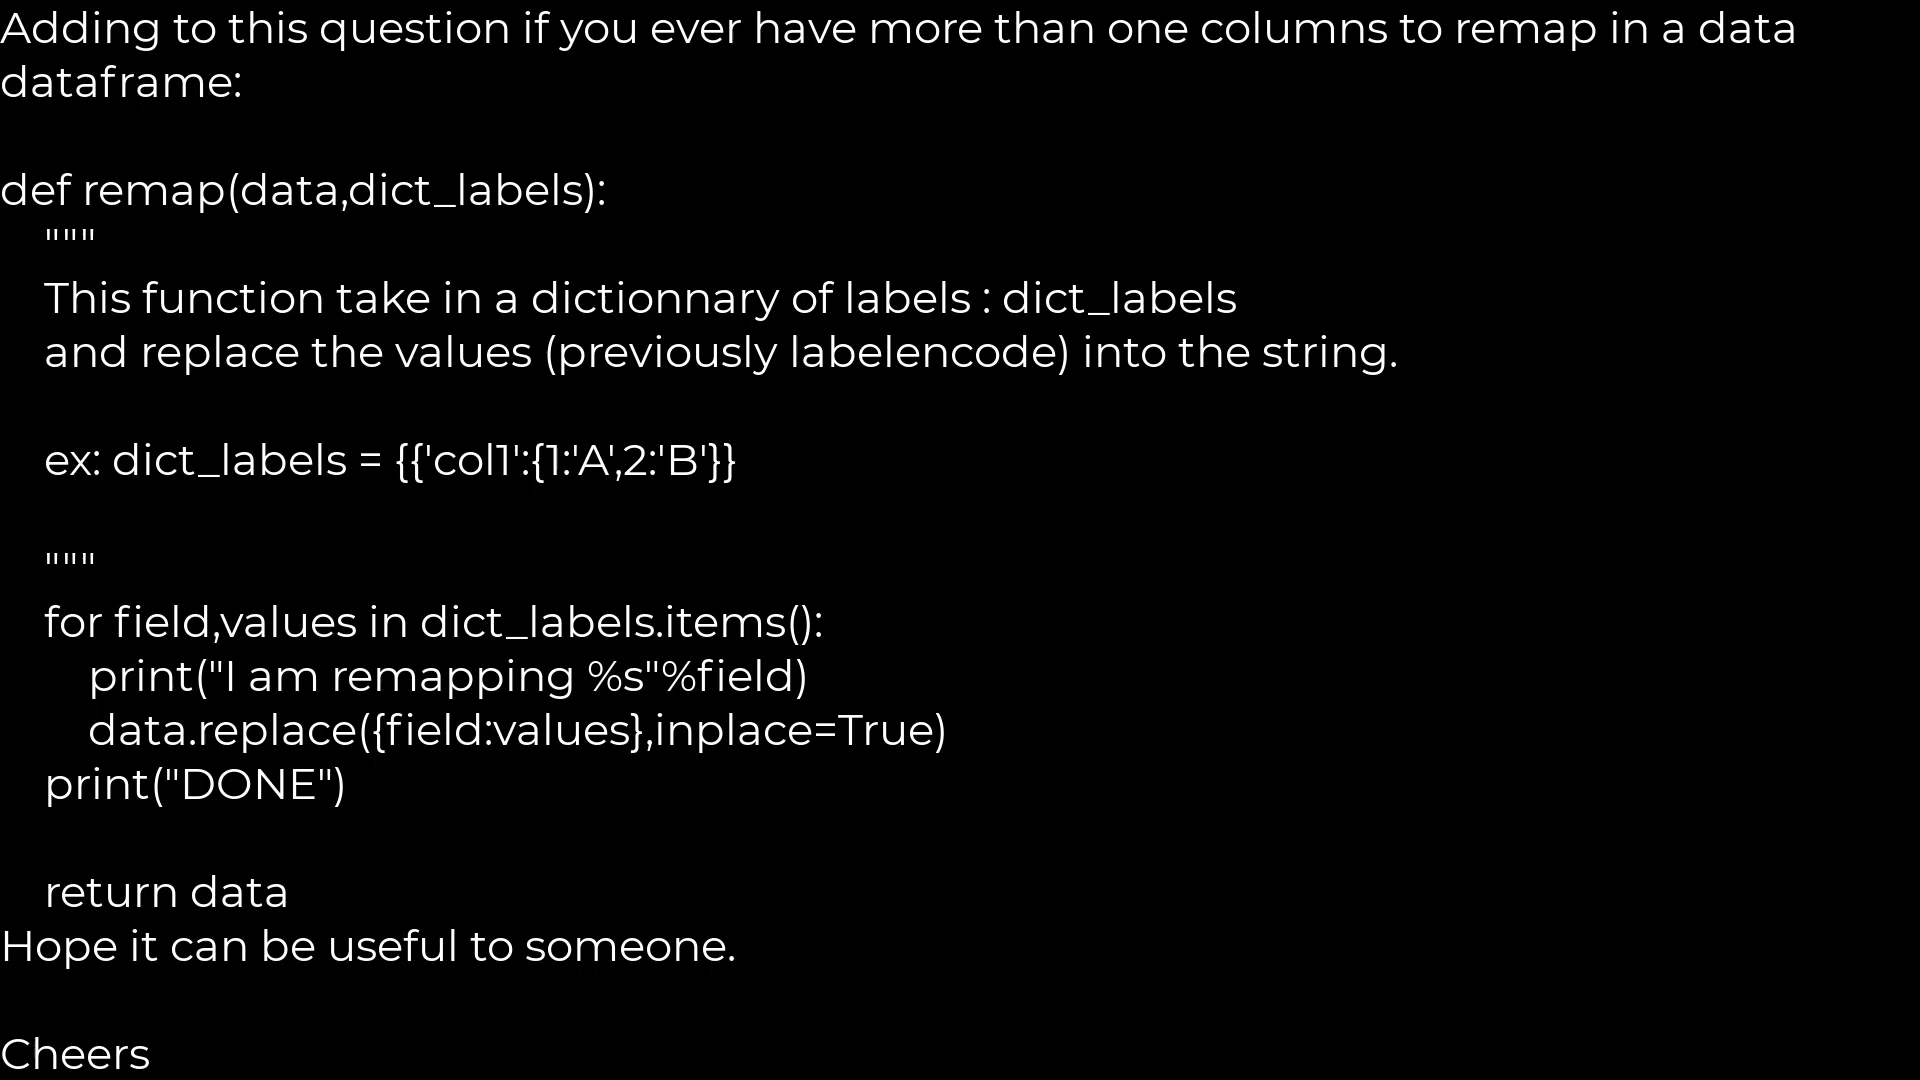 Adding to this question if you ever have more than one columns to remap in a data
dataframe:
def remap(data,dict_labels):
"""
This function take in a dictionnary of labels : dict_labels
and replace the values (previously labelencode) into the string.
ex: dict_labels = {{'col1':{1:'A',2:'B'}}
"""
for field,values in dict_labels.items():
print("I am remapping %s"%field)
data.replace({field:values},inplace=True)
print("DONE")
return data
Hope it can be useful to someone.
Cheers